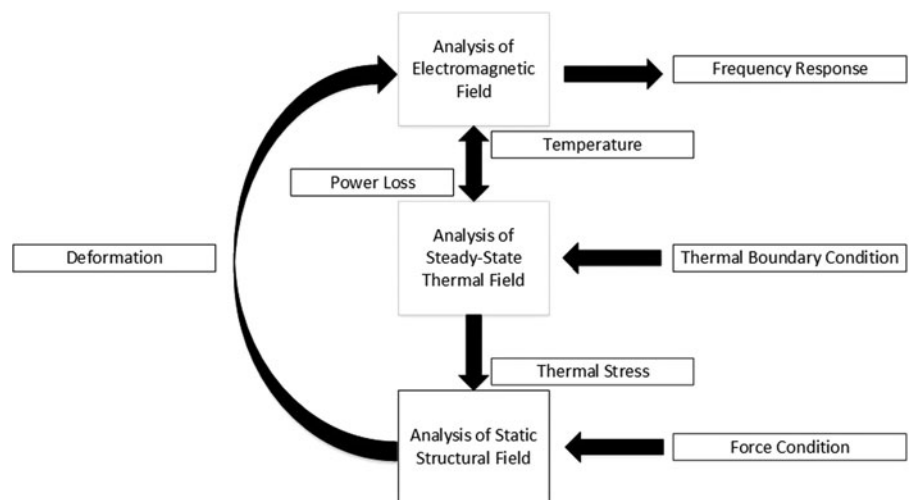 Analysis of
Electromagnetic
Field
Frequency Response
Temperature
Power Loss
Deformation
Analysis of
Steady-State
Thermal Field
Thermal Boundary Condition
Thermal Stress
Analysis of Static
Structural Field
Force Condition